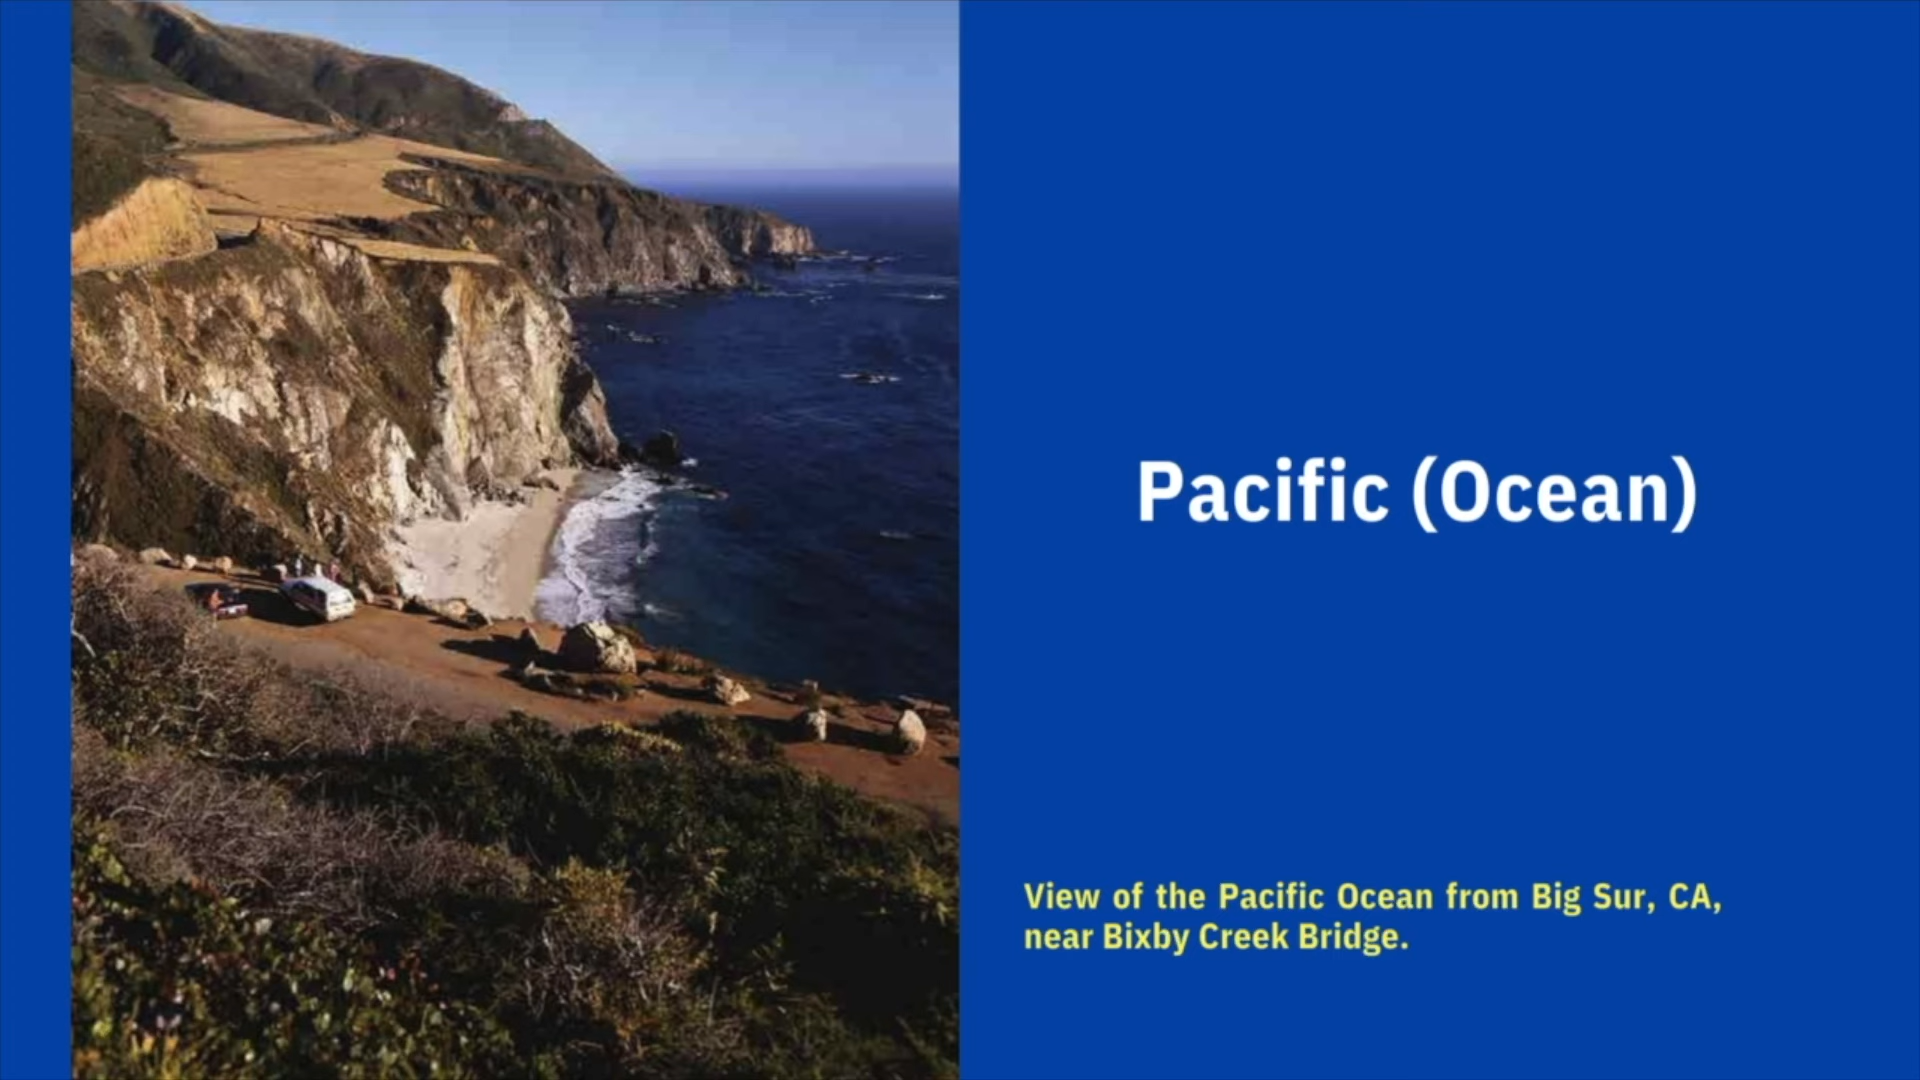 Pacific (Ocean)
View of the Pacific Ocean from Big Sur, CA,
near Bixby Creek Bridge.